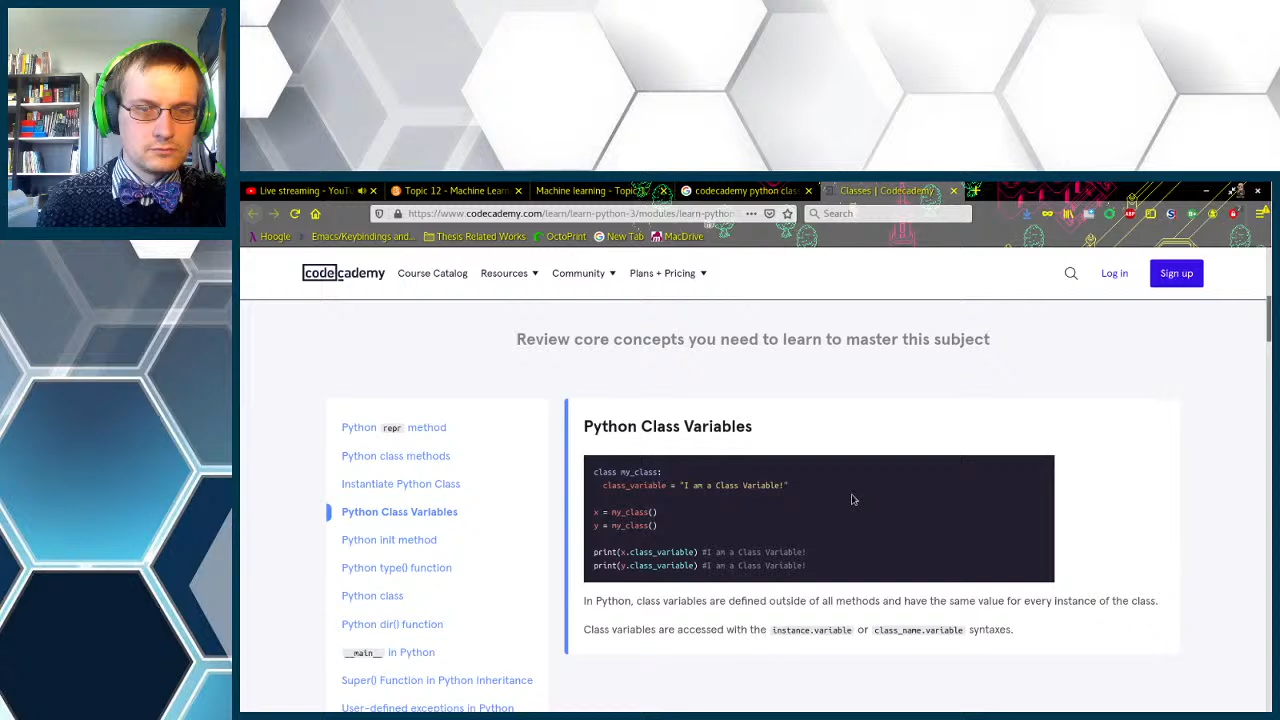 Live streaming - YouTu
Topic 12 - Machine Learn
Machine learning - Topic
codecademy python clas
Classes | Codecademy
https://www.codecademy.com/learn/learn-python-3/modules/learn-python
Search
Hoogle
Emacs/Keybindings and...
Thesis Related Works
OctoPrint
New Tab
MacDrive
codecademy
Course Catalog
Resources
Community
Plans + Pricing
Log in
Sign up
Review core concepts you need to learn to master this subject
Python repr method
Python class methods
Instantiate Python Class
Python Class Variables
Python init method
Python type() function
Python class
Python dir() function
__main__ in Python
Super() Function in Python Inheritance
User-defined exceptions in Python
Python Class Variables
class my_class:
class_variable = "I am a Class Variable!"
x = my_class()
y = my_class()
print(x.class_variable) #I am a Class Variable!
print(y.class_variable) #I am a Class Variable!
In Python, class variables are defined outside of all methods and have the same value for every instance of the class.
Class variables are accessed with the instance.variable or class_name.variable syntaxes.